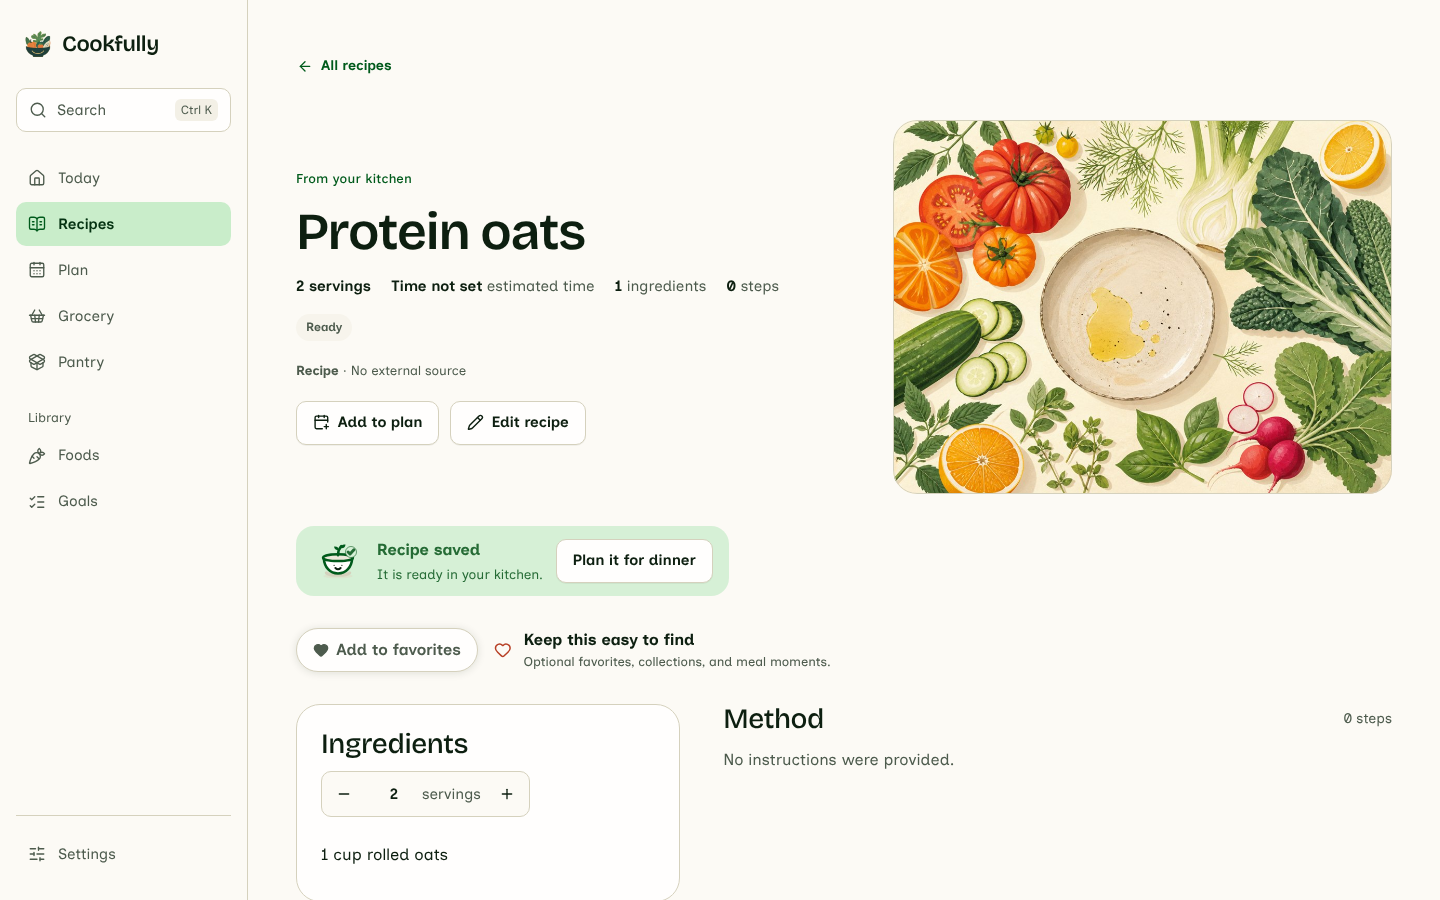 Cookfully
Search Ctrl K
Today
Recipes
Plan
Grocery
Pantry
Library
Foods
Goals
Settings
All recipes
From your kitchen
Protein oats
2 servings Time not set estimated time 1 ingredients 0 steps
Ready
Recipe · No external source
Add to plan Edit recipe
Recipe saved
It is ready in your kitchen.
Plan it for dinner
Add to favorites
Keep this easy to find
Optional favorites, collections, and meal moments.
Ingredients
− 2 servings +
1 cup rolled oats
Method 0 steps
No instructions were provided.